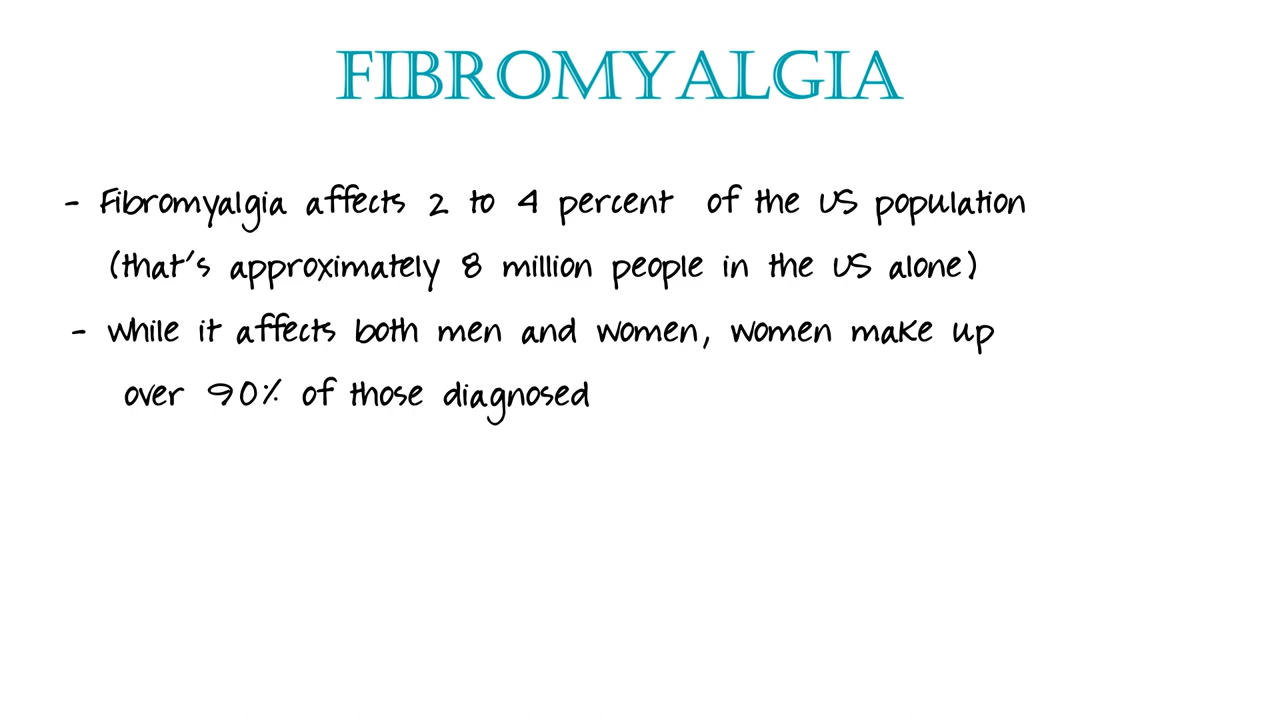 FIBROMYALGIA
- Fibromyalgia affects 2 to 4 percent of the US population
(that's approximately 8 million people in the US alone)
- While it affects both men and women, women make up
over 90% of those diagnosed